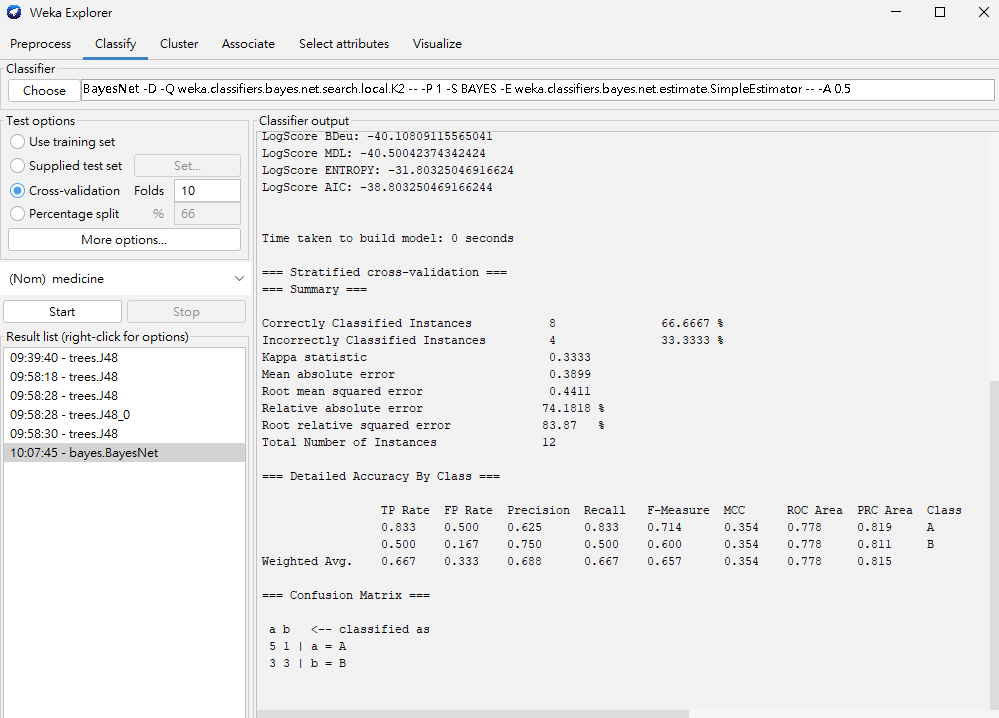 Weka Explorer
Preprocess Classify Cluster Associate Select attributes Visualize
Classifier
Choose BayesNet -D -Q weka.classifiers.bayes.net.search.local.K2 -- -P 1 -S BAYES -E weka.classifiers.bayes.net.estimate.SimpleEstimator -- -A 0.5
Test options
Use training set
Supplied test set Set...
Cross-validation Folds 10
Percentage split % 66
More options...
(Nom) medicine
Start Stop
Result list (right-click for options)
09:39:40 - trees.J48
09:58:18 - trees.J48
09:58:28 - trees.J48
09:58:28 - trees.J48_0
09:58:30 - trees.J48
10:07:45 - bayes.BayesNet
Classifier output
LogScore BDeu: -40.10809115565041
LogScore MDL: -40.50042374342424
LogScore ENTROPY: -31.80325046916624
LogScore AIC: -38.803250469166244
Time taken to build model: 0 seconds
=== Stratified cross-validation ===
=== Summary ===
Correctly Classified Instances 8 66.6667 %
Incorrectly Classified Instances 4 33.3333 %
Kappa statistic 0.3333
Mean absolute error 0.3899
Root mean squared error 0.4411
Relative absolute error 74.1818 %
Root relative squared error 83.87 %
Total Number of Instances 12
=== Detailed Accuracy By Class ===
TP Rate FP Rate Precision Recall F-Measure MCC ROC Area PRC Area Class
0.833 0.500 0.625 0.833 0.714 0.354 0.778 0.819 A
0.500 0.167 0.750 0.500 0.600 0.354 0.778 0.811 B
Weighted Avg. 0.667 0.333 0.688 0.667 0.657 0.354 0.778 0.815
=== Confusion Matrix ===
a b <-- classified as
5 1 | a = A
3 3 | b = B